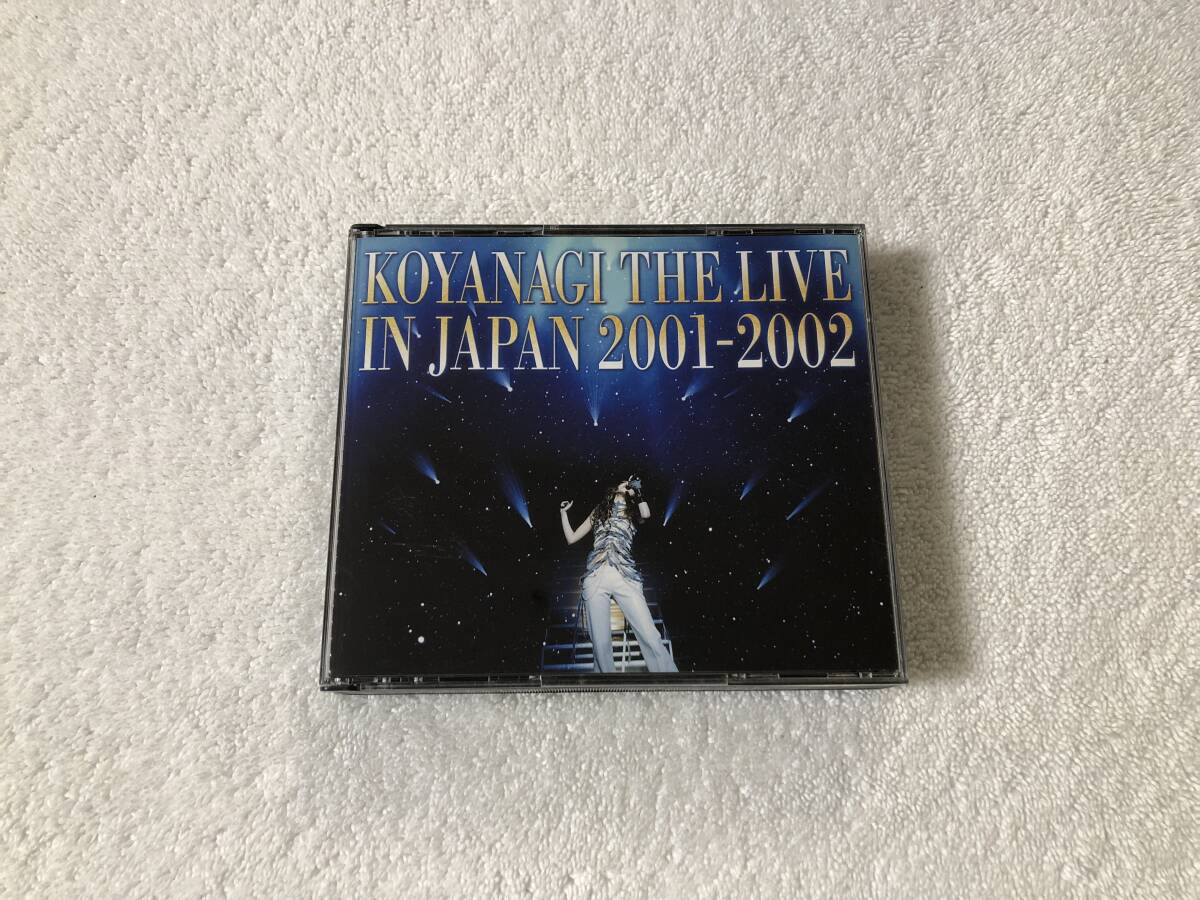 KOYANAGI THE LIVE
IN JAPAN 2001-2002